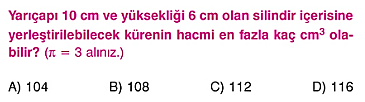 Yarıçapı 10 cm ve yüksekliği 6 cm olan silindir içerisine
yerleştirilebilecek kürenin hacmi en fazla kaç cm³ ola-
bilir? (π = 3 alınız.)
A) 104 B) 108 C) 112 D) 116